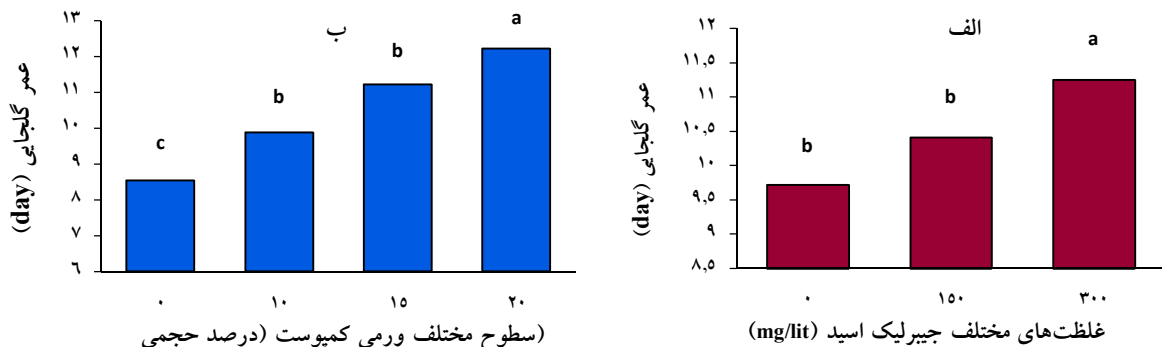 الف
عمر گلجایی (day)
۱۲
۱۱,۵
۱۱
۱۰,۵
۱۰
۹,۵
۹
۸,۵
b
b
a
۰
۱۵۰
۳۰۰
غلظت‌های مختلف جیبرلیک اسید (mg/lit)
ب
عمر گلجایی (day)
۱۳
۱۲
۱۱
۱۰
۹
۸
۷
۶
c
b
b
a
۰
۱۰
۱۵
۲۰
سطوح مختلف ورمی کمپوست (درصد حجمی)